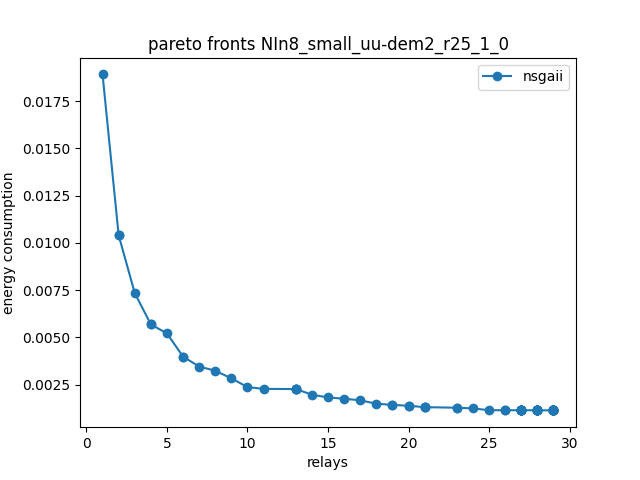 pareto fronts NIn8_small_uu-dem2_r25_1_0
nsgaii
0.0175
0.0150
0.0125
0.0100
0.0075
0.0050
0.0025
energy consumption
0 5 10 15 20 25 30
relays